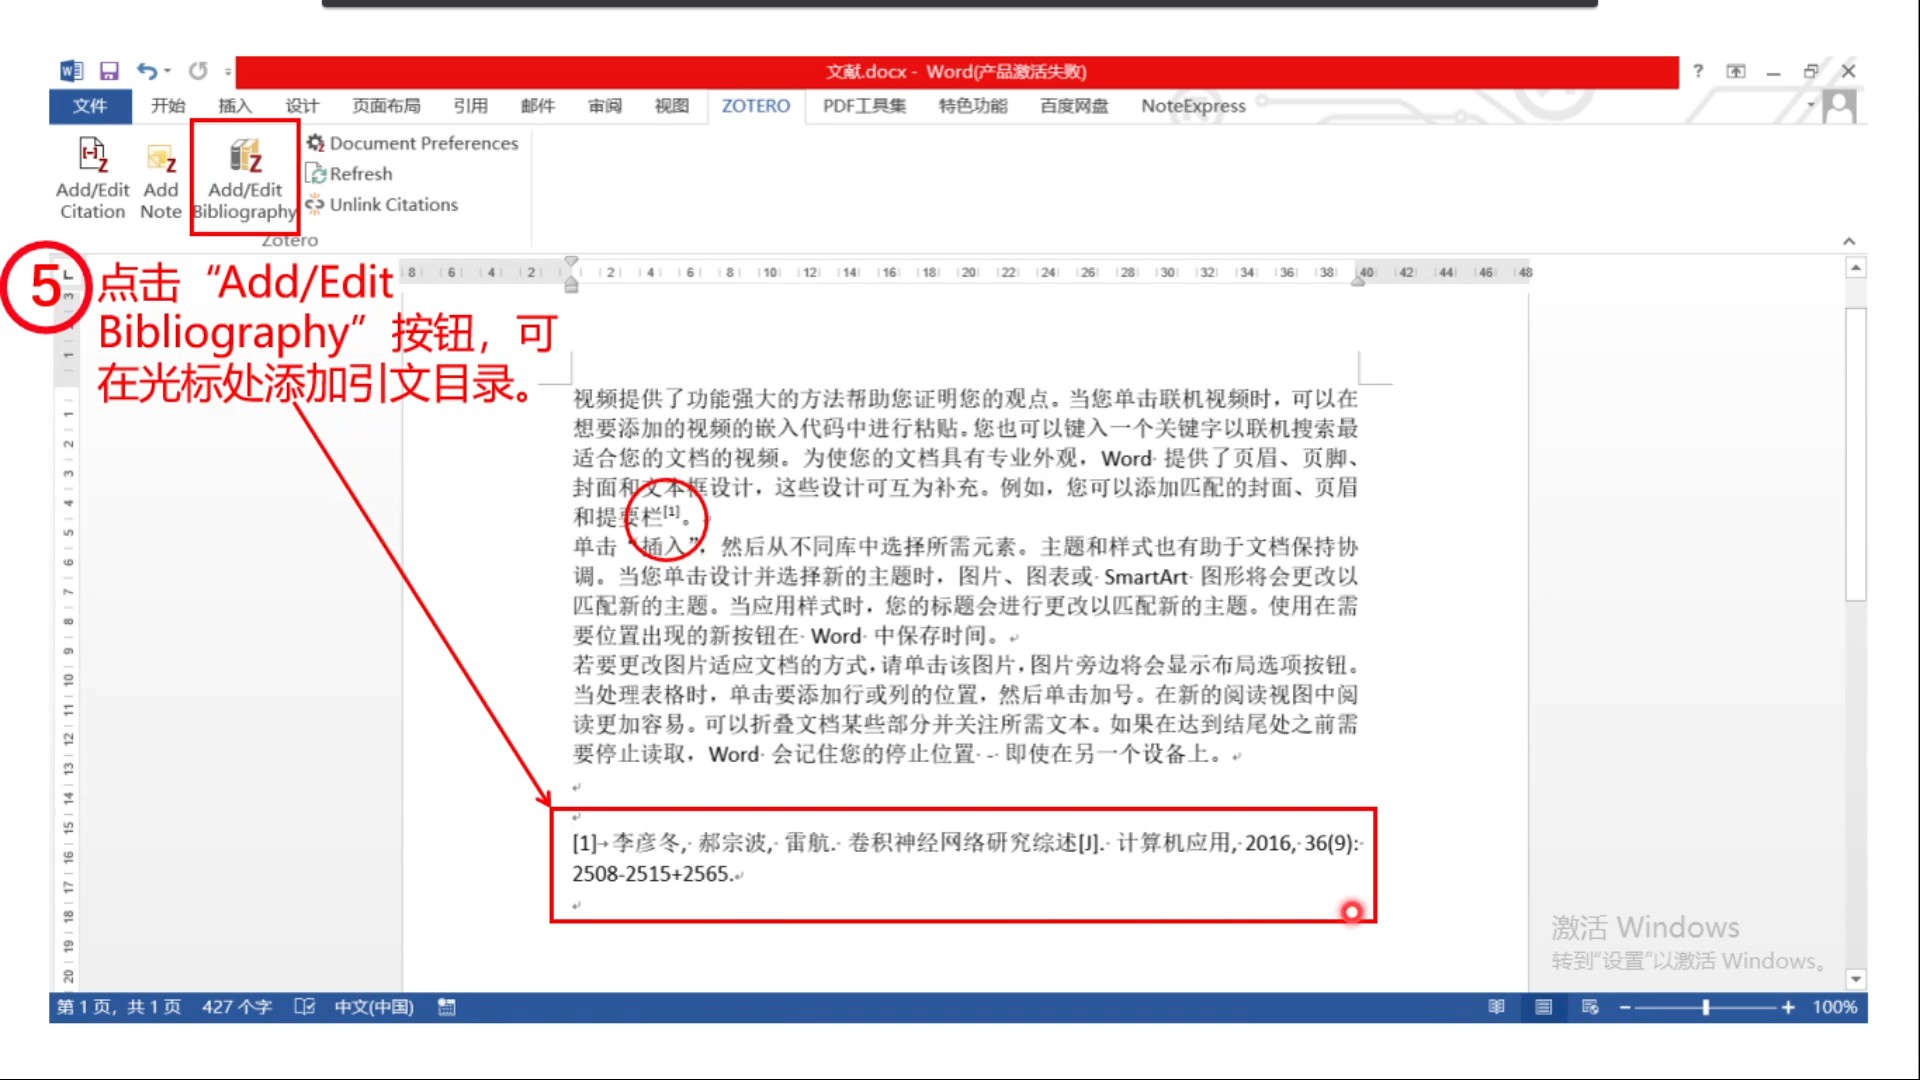 文献.docx - Word(产品激活失败)
文件 开始 插入 设计 页面布局 引用 邮件 审阅 视图 ZOTERO PDF工具集 特色功能 百度网盘 NoteExpress
Add/Edit Citation
Add Note
Add/Edit Bibliography
Document Preferences
Refresh
Unlink Citations
Zotero
8 6 4 2 2 4 6 8 10 12 14 16 18 20 22 24 26 28 30 32 34 36 38 40 42 44 46 48
⑤ 点击“Add/Edit
Bibliography”按钮，可
在光标处添加引文目录。
3 1 1 2 3 4 5 6 7 8 9 10 11 12 13 14 15 16 17 18 19 20
视频提供了功能强大的方法帮助您证明您的观点。当您单击联机视频时，可以在
想要添加的视频的嵌入代码中进行粘贴。您也可以键入一个关键字以联机搜索最
适合您的文档的视频。为使您的文档具有专业外观，Word 提供了页眉、页脚、
封面和文本框设计，这些设计可互为补充。例如，您可以添加匹配的封面、页眉
和提要栏[1]。
单击“插入”，然后从不同库中选择所需元素。主题和样式也有助于文档保持协
调。当您单击设计并选择新的主题时，图片、图表或 SmartArt 图形将会更改以
匹配新的主题。当应用样式时，您的标题会进行更改以匹配新的主题。使用在需
要位置出现的新按钮在 Word 中保存时间。
若要更改图片适应文档的方式，请单击该图片，图片旁边将会显示布局选项按钮。
当处理表格时，单击要添加行或列的位置，然后单击加号。在新的阅读视图中阅
读更加容易。可以折叠文档某些部分并关注所需文本。如果在达到结尾处之前需
要停止读取，Word 会记住您的停止位置 - 即使在另一个设备上。
[1] 李彦冬, 郝宗波, 雷航. 卷积神经网络研究综述[J]. 计算机应用, 2016, 36(9):
2508-2515+2565.
激活 Windows
转到“设置”以激活 Windows。
第 1 页，共 1 页 427 个字 中文(中国) 100%